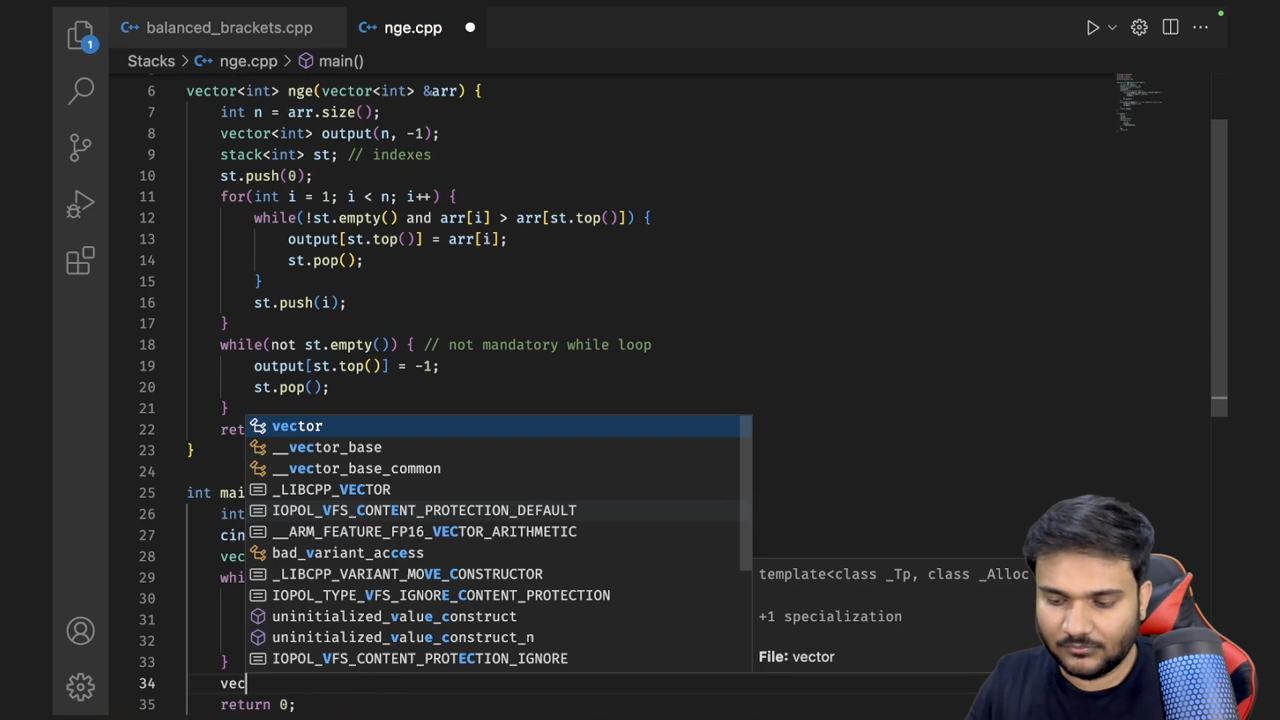 balanced_brackets.cpp
nge.cpp
1
Stacks > nge.cpp > main()
6 vector<int> nge(vector<int> &arr) {
7 int n = arr.size();
8 vector<int> output(n, -1);
9 stack<int> st; // indexes
10 st.push(0);
11 for(int i = 1; i < n; i++) {
12 while(!st.empty() and arr[i] > arr[st.top()]) {
13 output[st.top()] = arr[i];
14 st.pop();
15 }
16 st.push(i);
17 }
18 while(not st.empty()) { // not mandatory while loop
19 output[st.top()] = -1;
20 st.pop();
21 }
22 ret
23 }
24
25 int mai
26 int
27 cin
28 vec
29 whi
30
31
32
33 }
34 vec
35 return 0;
vector
__vector_base
__vector_base_common
_LIBCPP_VECTOR
IOPOL_VFS_CONTENT_PROTECTION_DEFAULT
__ARM_FEATURE_FP16_VECTOR_ARITHMETIC
bad_variant_access
_LIBCPP_VARIANT_MOVE_CONSTRUCTOR
IOPOL_TYPE_VFS_IGNORE_CONTENT_PROTECTION
uninitialized_value_construct
uninitialized_value_construct_n
IOPOL_VFS_CONTENT_PROTECTION_IGNORE
template<class _Tp, class _Alloc
+1 specialization
File: vector